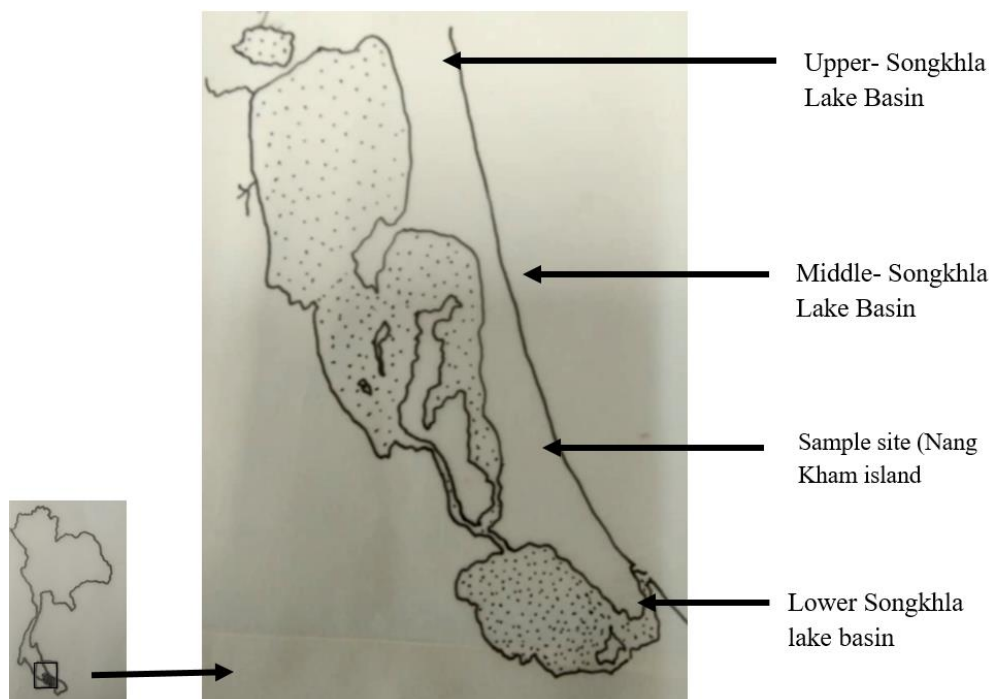 Upper- Songkhla
Lake Basin
Middle- Songkhla
Lake Basin
Sample site (Nang
Kham island
Lower Songkhla
lake basin